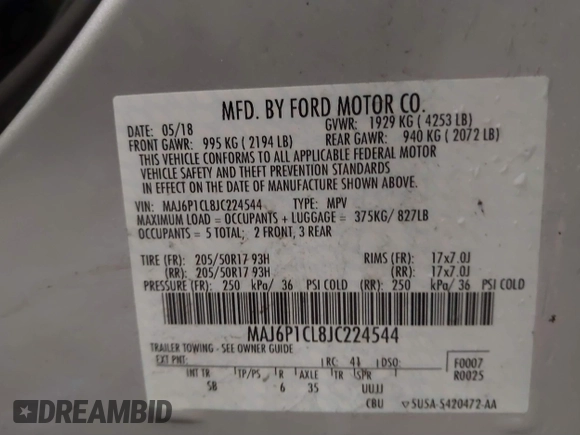 MFD. BY FORD MOTOR CO.
DATE: 05/18 GVWR: 1929 KG ( 4253 LB)
FRONT GAWR: 995 KG ( 2194 LB) REAR GAWR: 940 KG ( 2072 LB)
THIS VEHICLE CONFORMS TO ALL APPLICABLE FEDERAL MOTOR
VEHICLE SAFETY AND THEFT PREVENTION STANDARDS
IN EFFECT ON THE DATE OF MANUFACTURE SHOWN ABOVE.
VIN: MAJ6P1CL8JC224544 TYPE: MPV
MAXIMUM LOAD = OCCUPANTS + LUGGAGE = 375KG/ 827LB
OCCUPANTS = 5 TOTAL; 2 FRONT, 3 REAR
TIRE (FR): 205/50R17 93H RIMS (FR): 17x7.0J
(RR): 205/50R17 93H (RR): 17x7.0J
PRESSURE (FR): 250 kPa/ 36 PSI COLD (RR): 250 kPa/ 36 PSI COLD
MAJ6P1CL8JC224544
TRAILER TOWING - SEE OWNER GUIDE
EXT PNT: RC: 41 DSO: F0007
R0025
INT TR TP/PS R AXLE TR SPR
5B 6 35 UUJJ
CBU SUSA-S420472-AA
DREAMBID
dreambid.com